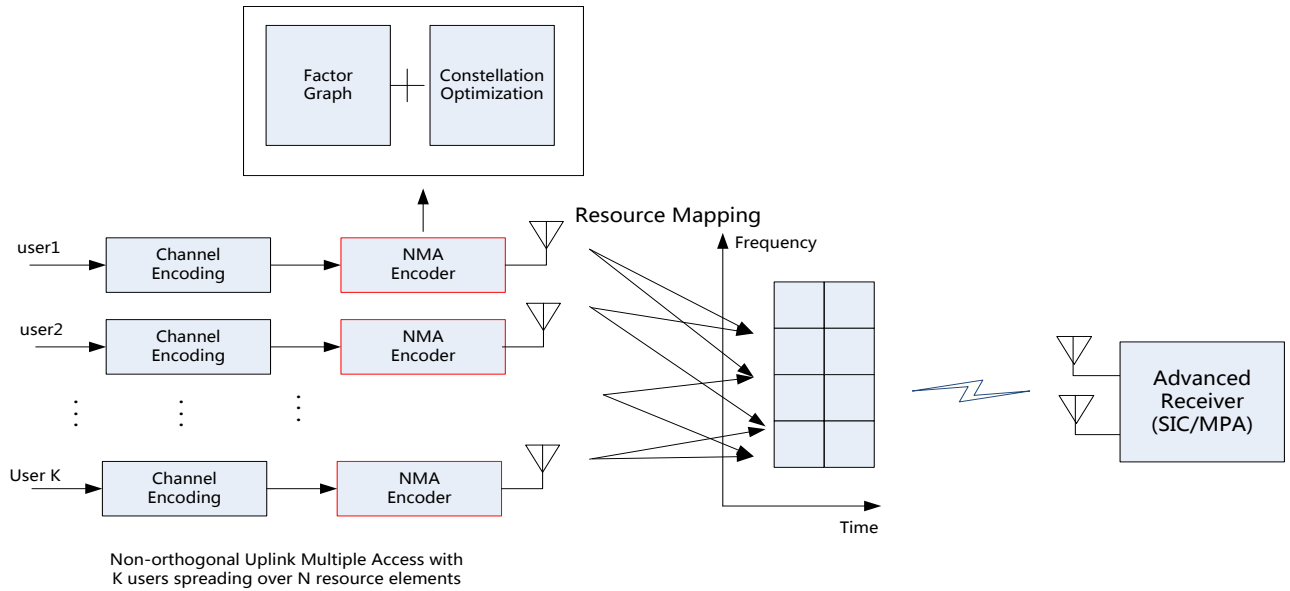 Factor
Graph
Constellation
Optimization
Resource Mapping
user1
Channel
Encoding
NMA
Encoder
Frequency
user2
Channel
Encoding
NMA
Encoder
Advanced
Receiver
(SIC/MPA)
User K
Channel
Encoding
NMA
Encoder
Time
Non-orthogonal Uplink Multiple Access with
K users spreading over N resource elements